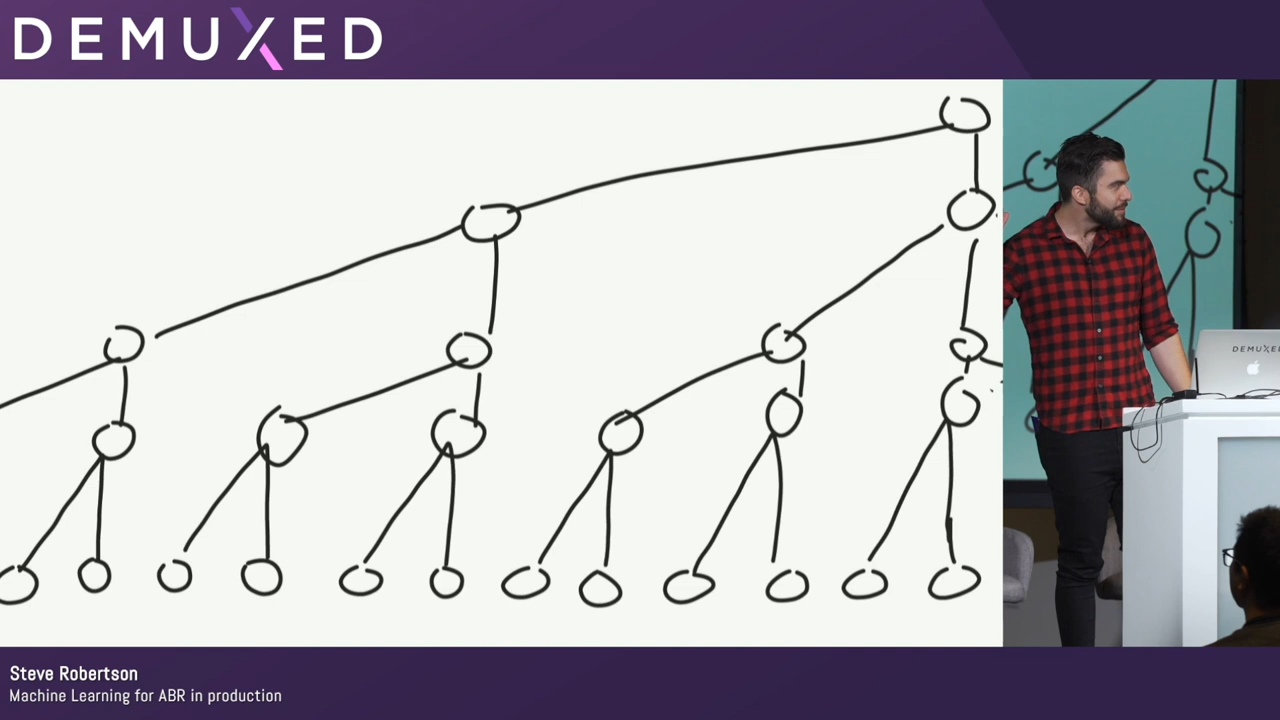 DEMUXED
DEMUXED
Steve Robertson
Machine Learning for ABR in production